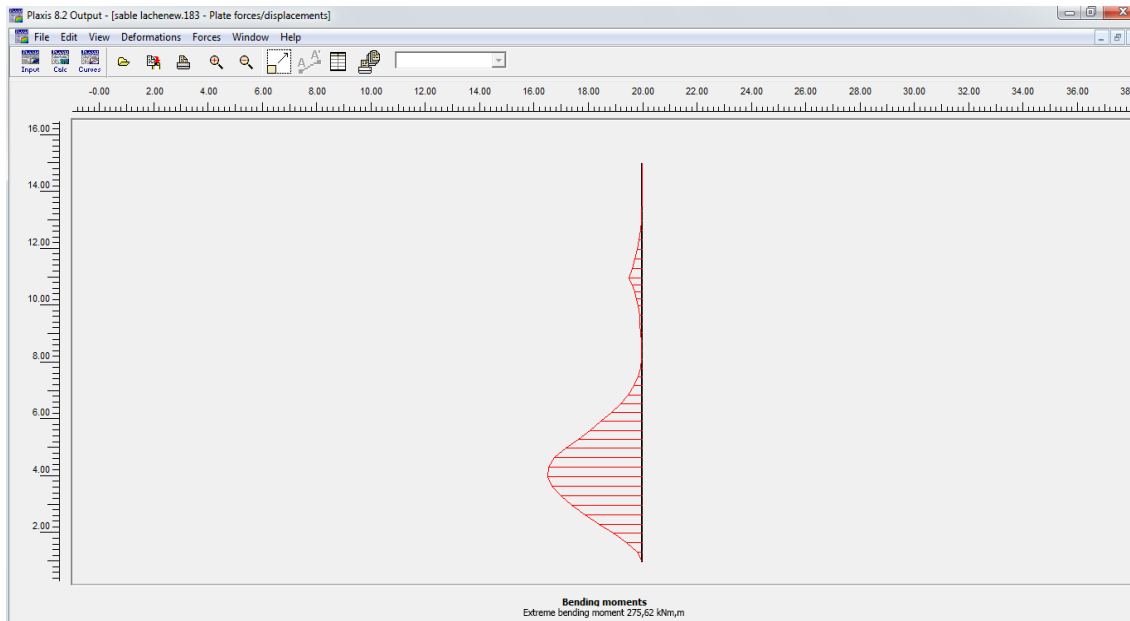 Plaxis 8.2 Output - [sable lachenew.183 - Plate forces/displacements]
File Edit View Deformations Forces Window Help
Input Calc Curves
-0.00 2.00 4.00 6.00 8.00 10.00 12.00 14.00 16.00 18.00 20.00 22.00 24.00 26.00 28.00 30.00 32.00 34.00 36.00 38
16.00
14.00
12.00
10.00
8.00
6.00
4.00
2.00
Bending moments
Extreme bending moment 275,62 kNm,m